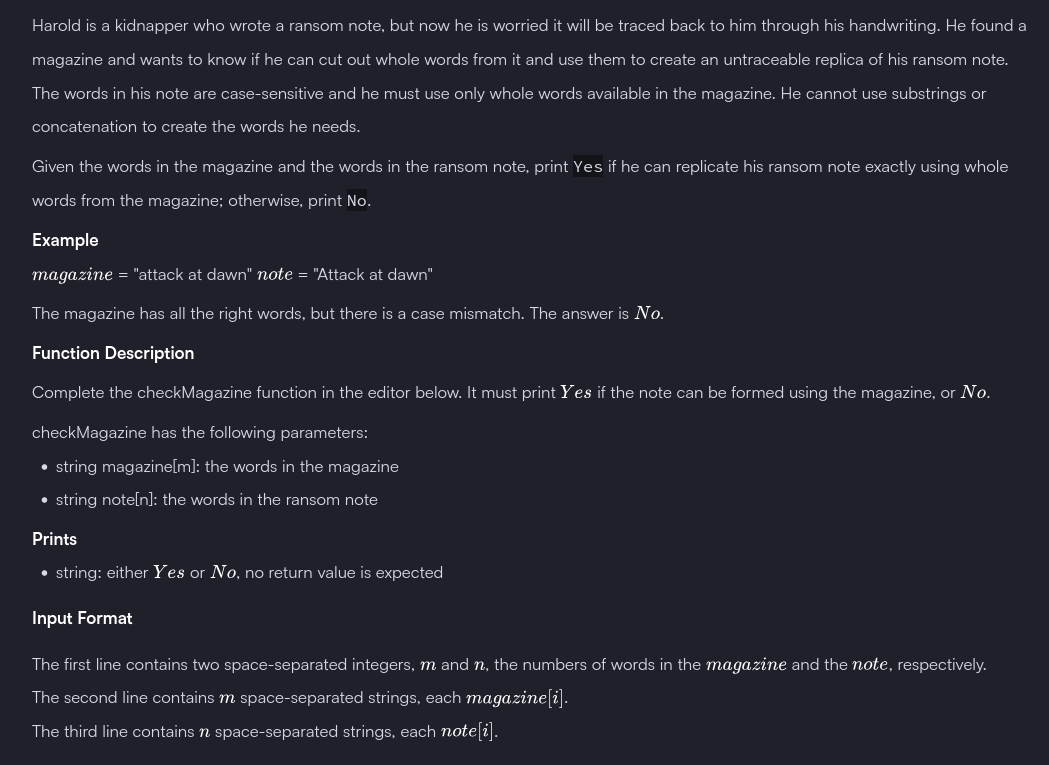 Harold is a kidnapper who wrote a ransom note, but now he is worried it will be traced back to him through his handwriting. He found a
magazine and wants to know if he can cut out whole words from it and use them to create an untraceable replica of his ransom note.
The words in his note are case-sensitive and he must use only whole words available in the magazine. He cannot use substrings or
concatenation to create the words he needs.
Given the words in the magazine and the words in the ransom note, print Yes if he can replicate his ransom note exactly using whole
words from the magazine; otherwise, print No.
Example
magazine = "attack at dawn" note = "Attack at dawn"
The magazine has all the right words, but there is a case mismatch. The answer is No.
Function Description
Complete the checkMagazine function in the editor below. It must print Yes if the note can be formed using the magazine, or No.
checkMagazine has the following parameters:
• string magazine[m]: the words in the magazine
• string note[n]: the words in the ransom note
Prints
• string: either Yes or No, no return value is expected
Input Format
The first line contains two space-separated integers, m and n, the numbers of words in the magazine and the note, respectively.
The second line contains m space-separated strings, each magazine[i].
The third line contains n space-separated strings, each note[i].